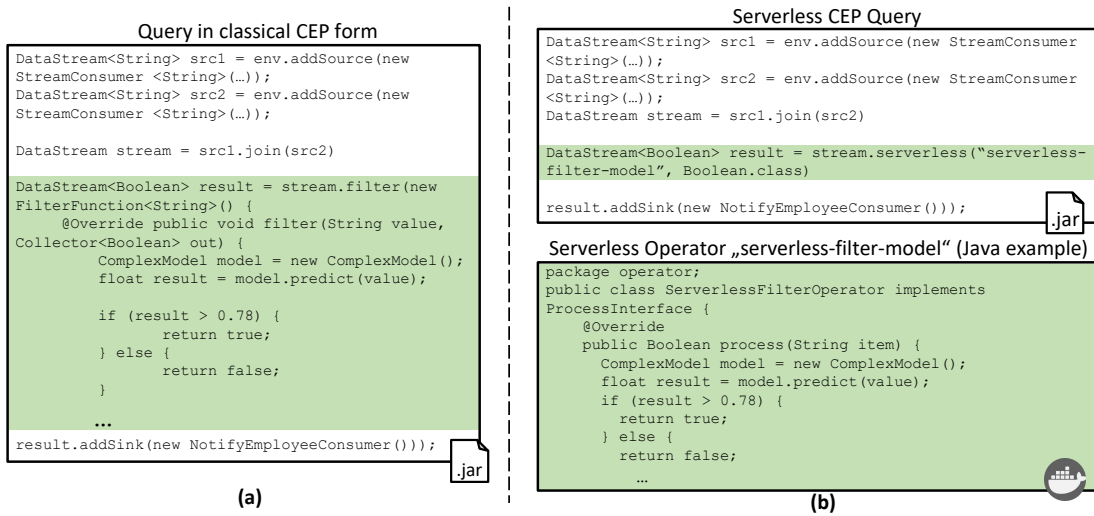 Query in classical CEP form
DataStream<String> src1 = env.addSource(new
StreamConsumer <String>(…));
DataStream<String> src2 = env.addSource(new
StreamConsumer <String>(…));
DataStream stream = src1.join(src2)
DataStream<Boolean> result = stream.filter(new
FilterFunction<String>() {
@Override public void filter(String value,
Collector<Boolean> out) {
ComplexModel model = new ComplexModel();
float result = model.predict(value);
if (result > 0.78) {
return true;
} else {
return false;
}
…
result.addSink(new NotifyEmployeeConsumer()));
.jar
(a)
Serverless CEP Query
DataStream<String> src1 = env.addSource(new StreamConsumer
<String>(…));
DataStream<String> src2 = env.addSource(new StreamConsumer
<String>(…));
DataStream stream = src1.join(src2)
DataStream<Boolean> result = stream.serverless(“serverless-
filter-model”, Boolean.class)
result.addSink(new NotifyEmployeeConsumer()));
.jar
Serverless Operator „serverless-filter-model“ (Java example)
package operator;
public class ServerlessFilterOperator implements
ProcessInterface {
@Override
public Boolean process(String item) {
ComplexModel model = new ComplexModel();
float result = model.predict(value);
if (result > 0.78) {
return true;
} else {
return false;
…
(b)